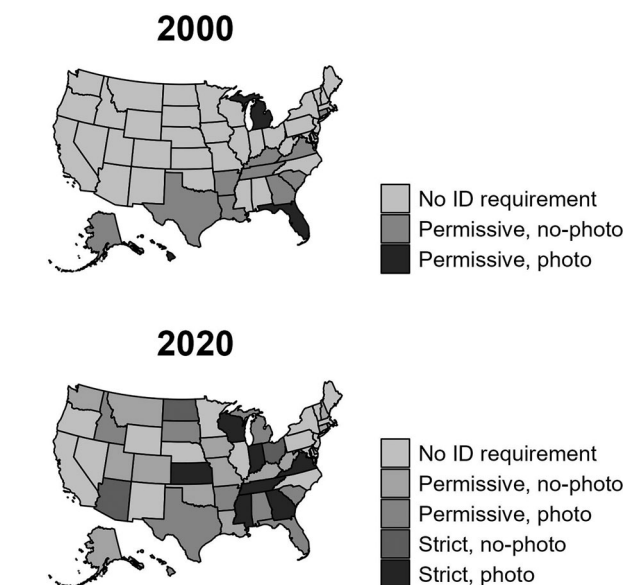 2000
No ID requirement
Permissive, no-photo
Permissive, photo
2020
No ID requirement
Permissive, no-photo
Permissive, photo
Strict, no-photo
Strict, photo